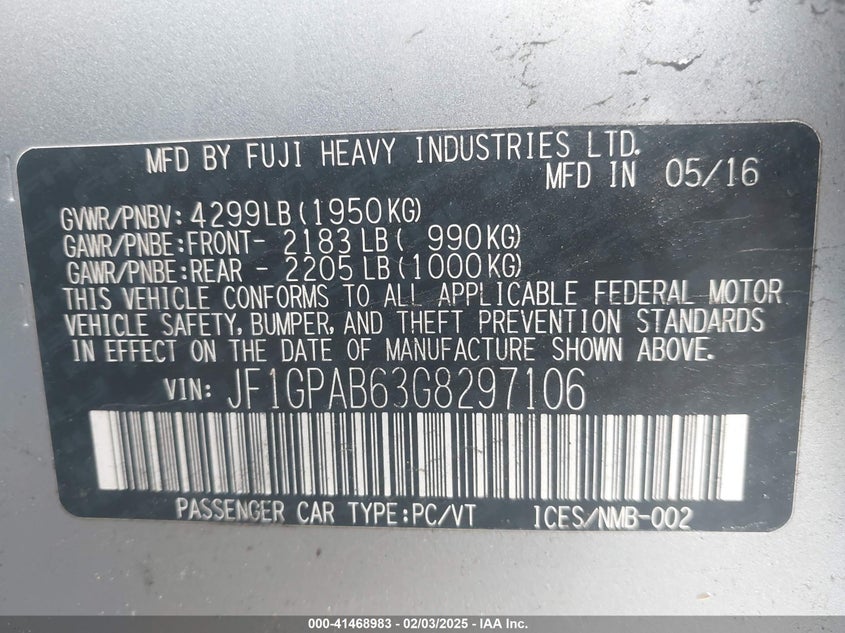 MFD BY FUJI HEAVY INDUSTRIES LTD.
MFD IN 05/16
GVWR/PNBV: 4299LB(1950KG)
GAWR/PNBE:FRONT- 2183LB( 990KG)
GAWR/PNBE:REAR - 2205LB(1000KG)
THIS VEHICLE CONFORMS TO ALL APPLICABLE FEDERAL MOTOR
VEHICLE SAFETY, BUMPER, AND THEFT PREVENTION STANDARDS
IN EFFECT ON THE DATE OF MANUFACTURE SHOWN ABOVE.
VIN: JF1GPAB63G8297106
PASSENGER CAR TYPE:PC/VT ICES/NMB-002
000-41468983 - 02/03/2025 - IAA Inc.